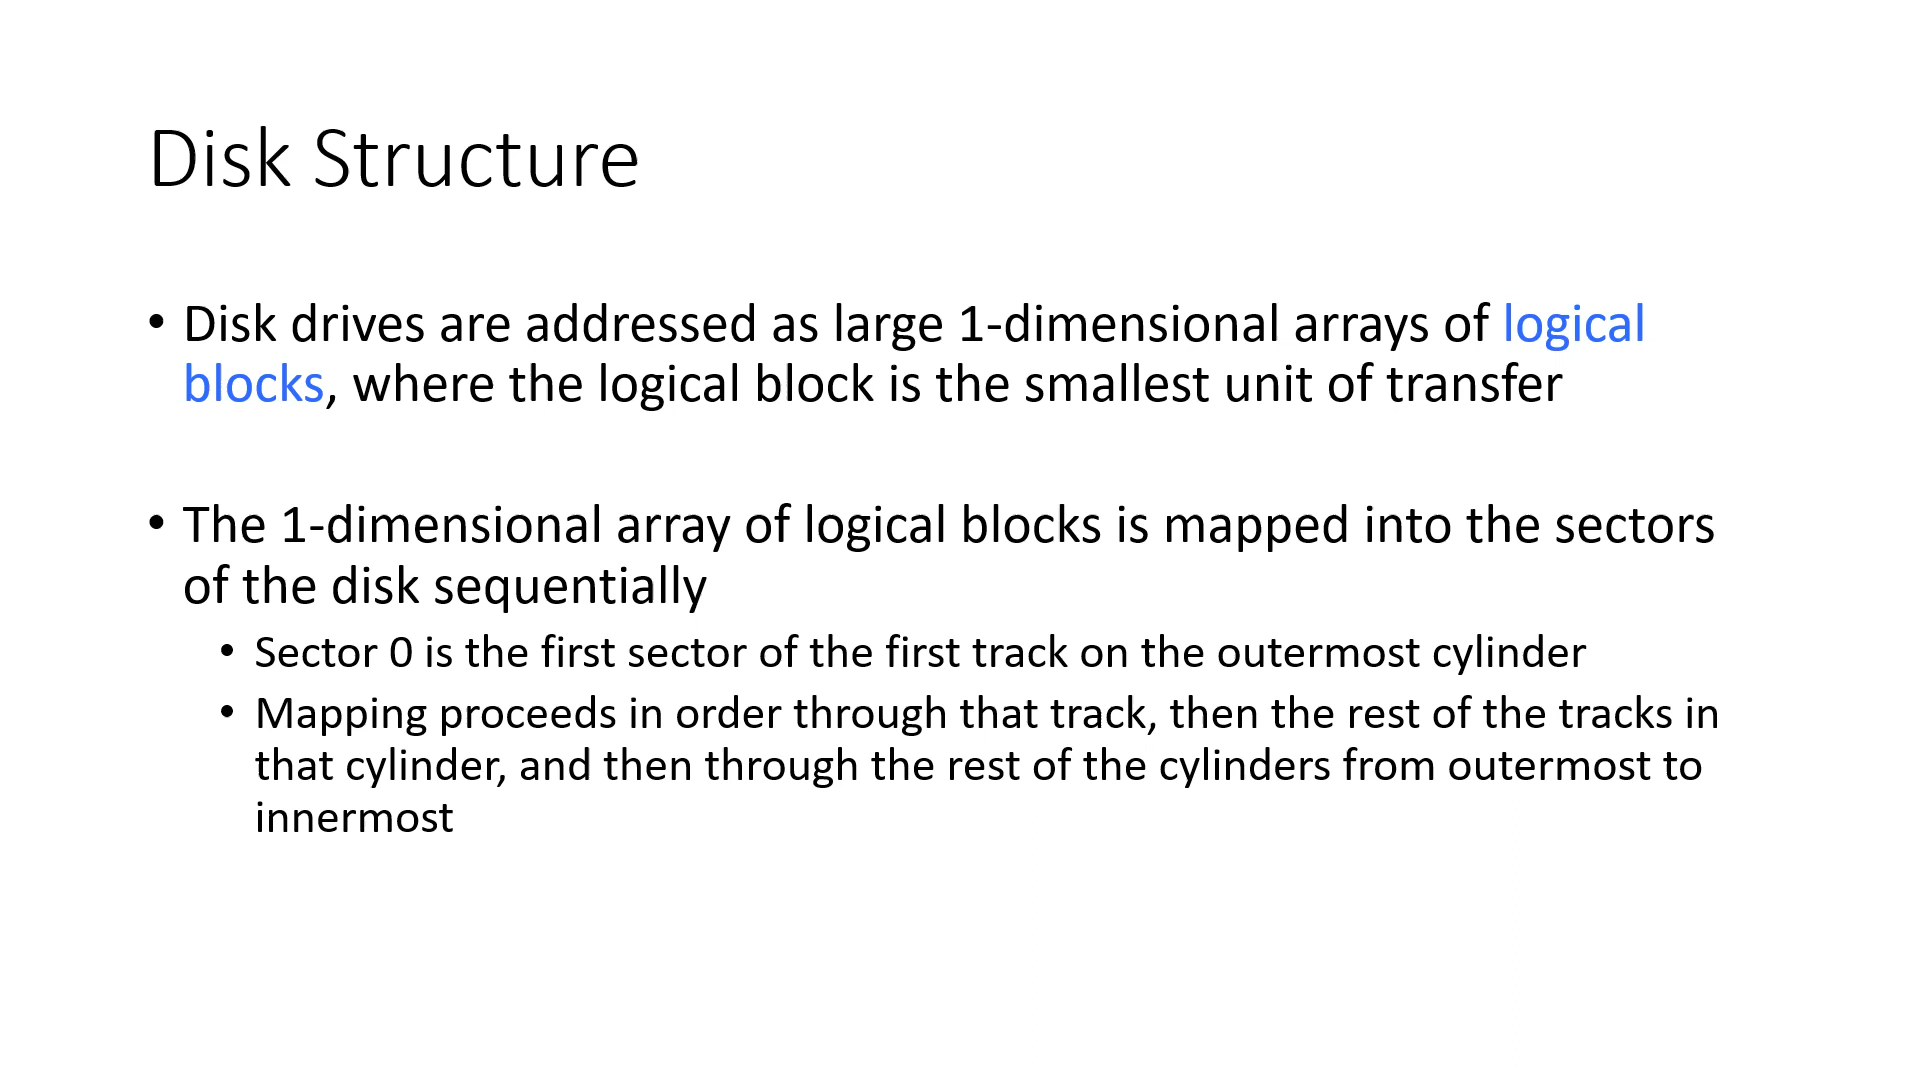 Disk Structure
• Disk drives are addressed as large 1-dimensional arrays of logical
blocks, where the logical block is the smallest unit of transfer
• The 1-dimensional array of logical blocks is mapped into the sectors
of the disk sequentially
• Sector 0 is the first sector of the first track on the outermost cylinder
• Mapping proceeds in order through that track, then the rest of the tracks in
that cylinder, and then through the rest of the cylinders from outermost to
innermost